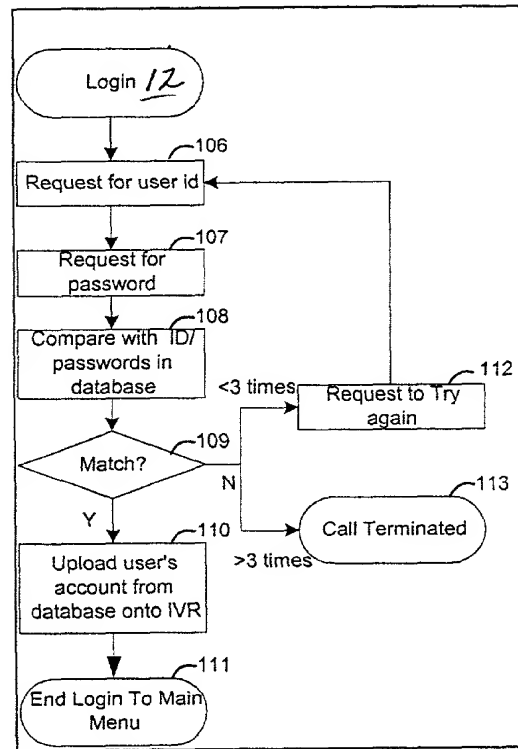 Login 12
106
Request for user id
107
Request for
password
108
Compare with ID/
passwords in
database
<3 times
112
Request to Try
again
109
Match?
N
Y
113
Call Terminated
>3 times
110
Upload user's
account from
database onto IVR
111
End Login To Main
Menu